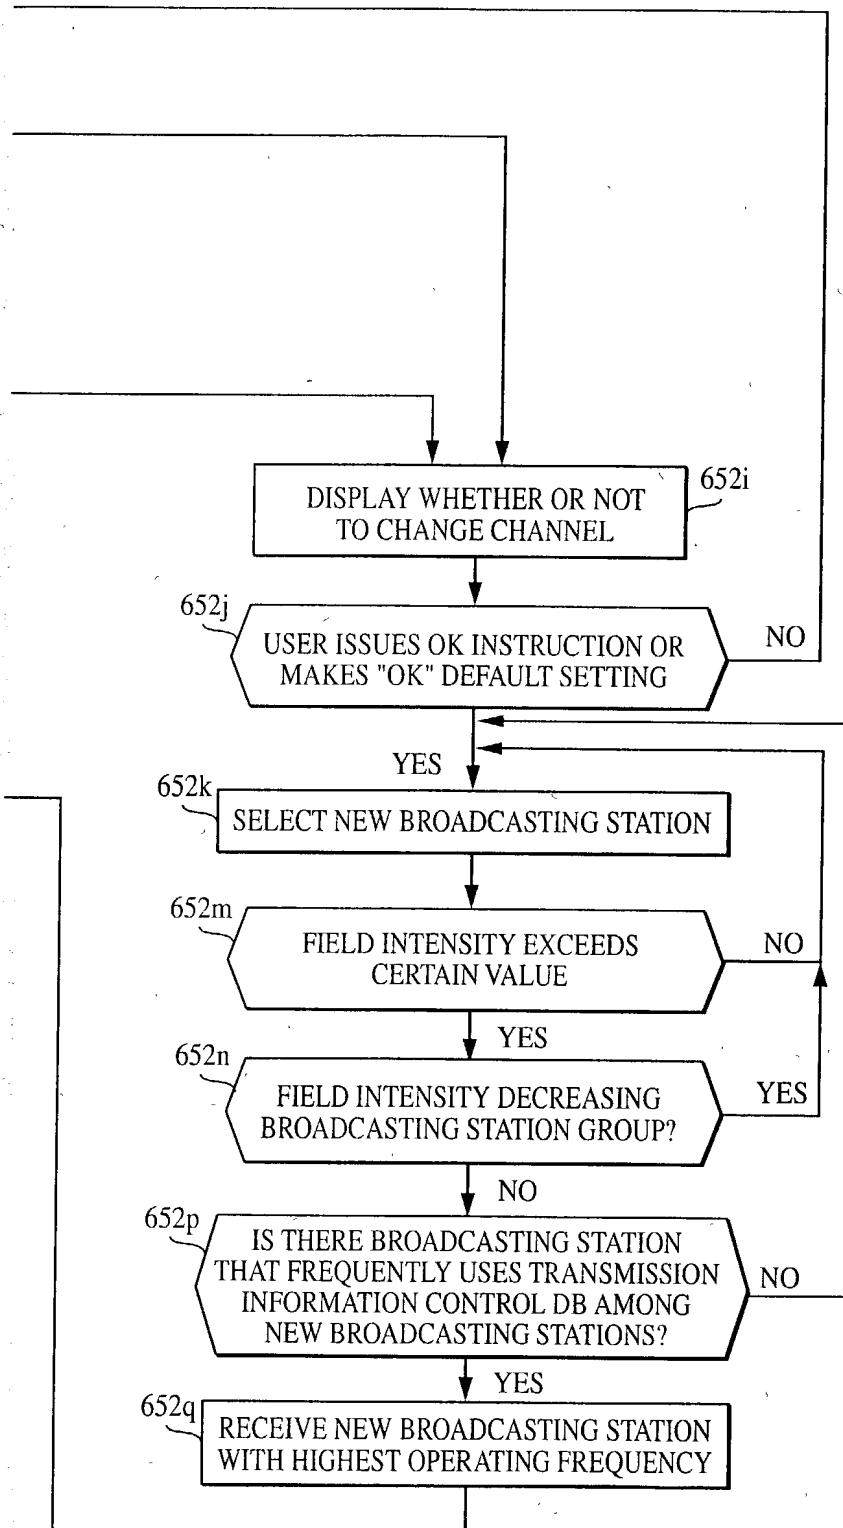 652i
DISPLAY WHETHER OR NOT
TO CHANGE CHANNEL
652j
USER ISSUES OK INSTRUCTION OR
MAKES "OK" DEFAULT SETTING
NO
YES
652k
SELECT NEW BROADCASTING STATION
652m
FIELD INTENSITY EXCEEDS
CERTAIN VALUE
NO
YES
652n
FIELD INTENSITY DECREASING
BROADCASTING STATION GROUP?
YES
NO
652p
IS THERE BROADCASTING STATION
THAT FREQUENTLY USES TRANSMISSION
INFORMATION CONTROL DB AMONG
NEW BROADCASTING STATIONS?
NO
YES
652q
RECEIVE NEW BROADCASTING STATION
WITH HIGHEST OPERATING FREQUENCY